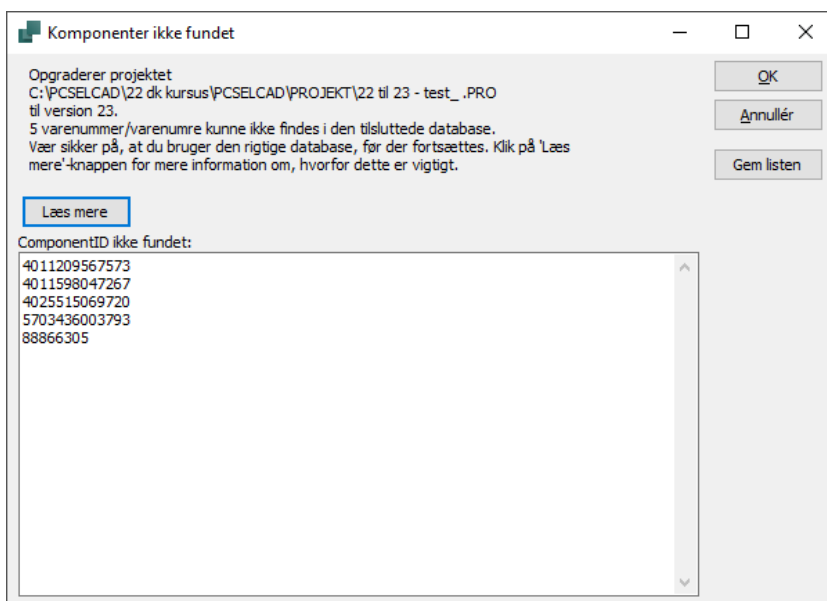 Komponenter ikke fundet
Opgraderer projektet
C:\PCSELCAD\22 dk kursus\PCSELCAD\PROJEKT\22 til 23 - test_ .PRO
til version 23.
5 varenummer/varenumre kunne ikke findes i den tilsluttede database.
Vær sikker på, at du bruger den rigtige database, før der fortsættes. Klik på 'Læs
mere'-knappen for mere information om, hvorfor dette er vigtigt.
OK
Annullér
Gem listen
Læs mere
ComponentID ikke fundet:
4011209567573
4011598047267
4025515069720
5703436003793
88866305